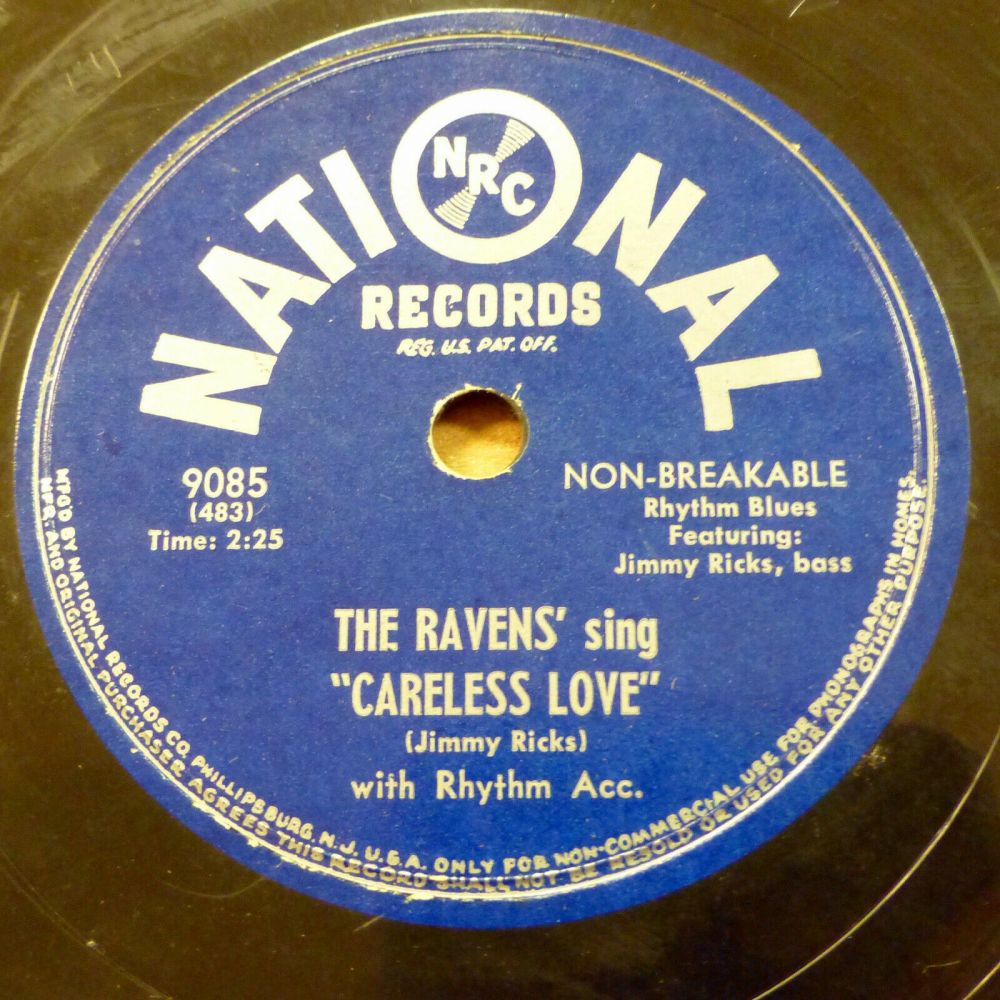 NATIONAL
NRC
RECORDS
REG. U.S. PAT. OFF.
9085
(483)
Time: 2:25
NON-BREAKABLE
Rhythm Blues
Featuring:
Jimmy Ricks, bass
THE RAVENS' sing
"CARELESS LOVE"
(Jimmy Ricks)
with Rhythm Acc.
MFG'D BY NATIONAL RECORDS CO. PHILLIPSBURG, N.J. U.S.A. ONLY FOR NON-COMMERCIAL USE FOR PHONOGRAPHS IN HOMES.
MFR. AND ORIGINAL PURCHASER AGREES THIS RECORD SHALL NOT BE RESOLD OR USED FOR ANY OTHER PURPOSE.